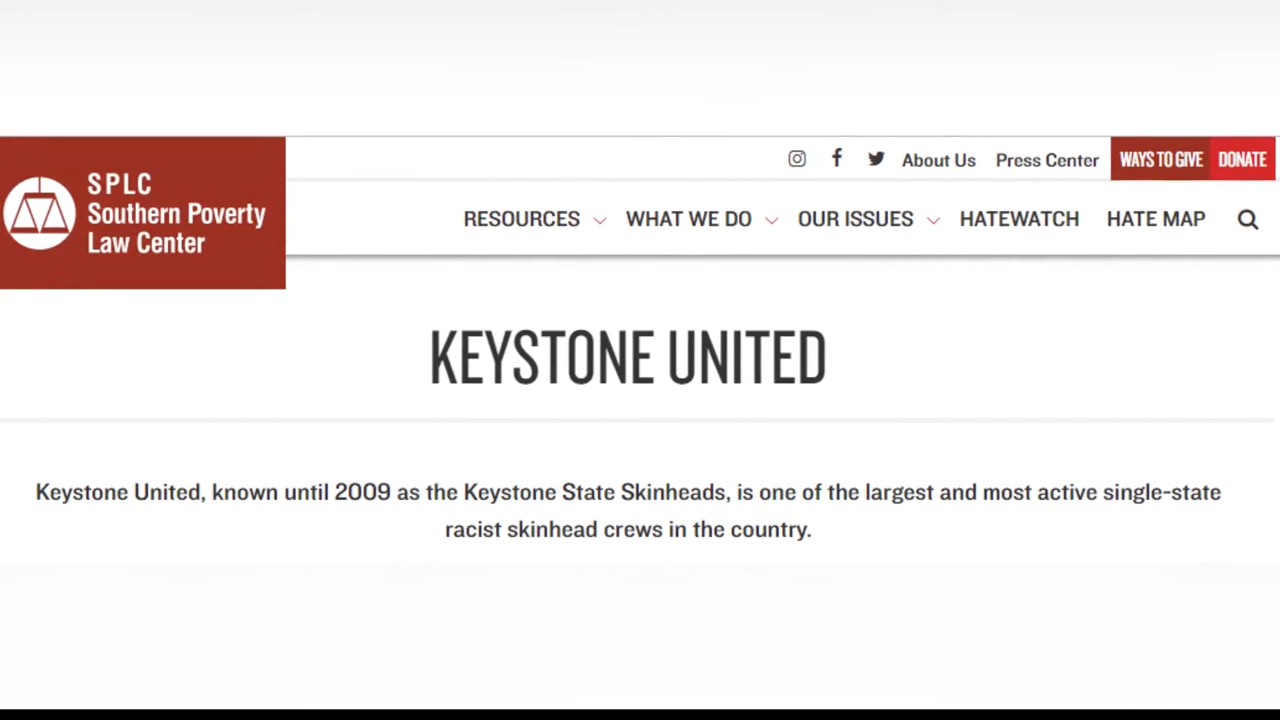 SPLC
Southern Poverty
Law Center
About Us Press Center WAYS TO GIVE DONATE
RESOURCES WHAT WE DO OUR ISSUES HATEWATCH HATE MAP
KEYSTONE UNITED
Keystone United, known until 2009 as the Keystone State Skinheads, is one of the largest and most active single-state
racist skinhead crews in the country.